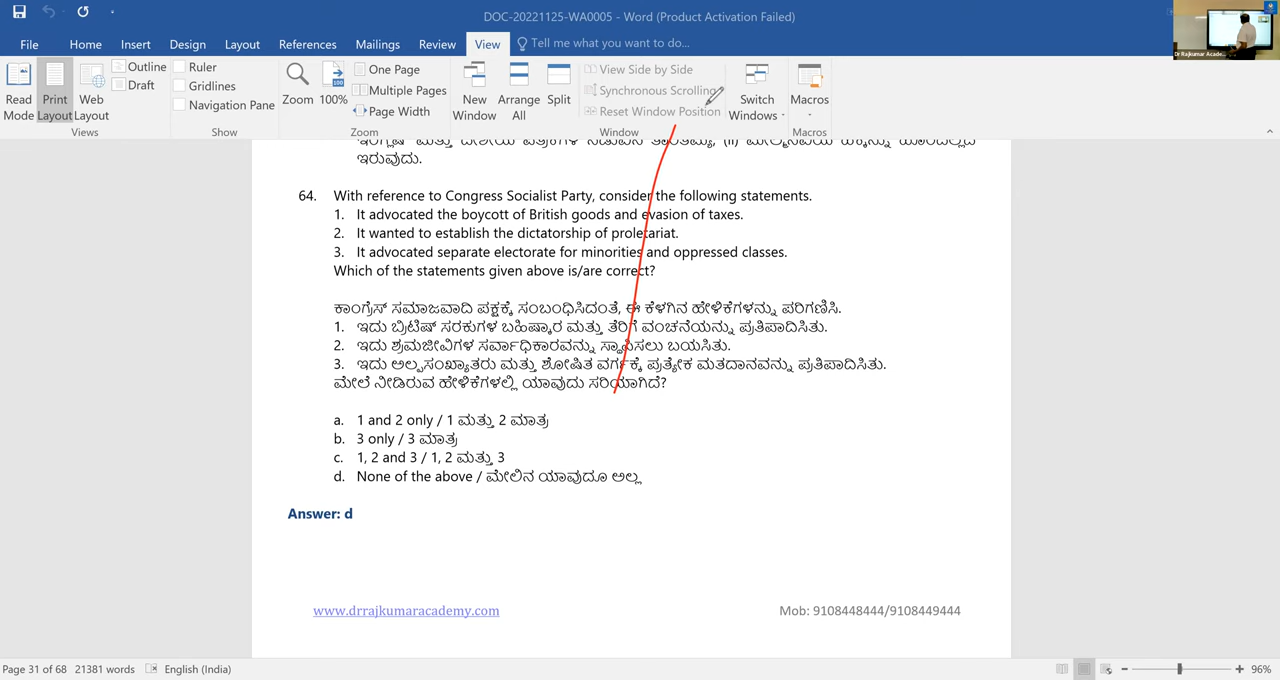 DOC-20221125-WA0005 - Word (Product Activation Failed)
File Home Insert Design Layout References Mailings Review View Tell me what you want to do...
Read Mode
Print Layout
Web Layout
Outline
Draft
Views
Ruler
Gridlines
Navigation Pane
Show
Zoom
100%
One Page
Multiple Pages
Page Width
Zoom
New Window
Arrange All
Split
View Side by Side
Synchronous Scrolling
Reset Window Position
Window
Switch Windows
Macros
Macros
Dr Rajkumar Acade...
ಇರುವುದು.
64. With reference to Congress Socialist Party, consider the following statements.
1. It advocated the boycott of British goods and evasion of taxes.
2. It wanted to establish the dictatorship of proletariat.
3. It advocated separate electorate for minorities and oppressed classes.
Which of the statements given above is/are correct?
ಕಾಂಗ್ರೆಸ್ ಸಮಾಜವಾದಿ ಪಕ್ಷಕ್ಕೆ ಸಂಬಂಧಿಸಿದಂತೆ, ಈ ಕೆಳಗಿನ ಹೇಳಿಕೆಗಳನ್ನು ಪರಿಗಣಿಸಿ.
1. ಇದು ಬ್ರಿಟಿಷ್ ಸರಕುಗಳ ಬಹಿಷ್ಕಾರ ಮತ್ತು ತೆರಿಗೆ ವಂಚನೆಯನ್ನು ಪ್ರತಿಪಾದಿಸಿತು.
2. ಇದು ಶ್ರಮಜೀವಿಗಳ ಸರ್ವಾಧಿಕಾರವನ್ನು ಸ್ಥಾಪಿಸಲು ಬಯಸಿತು.
3. ಇದು ಅಲ್ಪಸಂಖ್ಯಾತರು ಮತ್ತು ಶೋಷಿತ ವರ್ಗಕ್ಕೆ ಪ್ರತ್ಯೇಕ ಮತದಾನವನ್ನು ಪ್ರತಿಪಾದಿಸಿತು.
ಮೇಲೆ ನೀಡಿರುವ ಹೇಳಿಕೆಗಳಲ್ಲಿ ಯಾವುದು ಸರಿಯಾಗಿದೆ?
a. 1 and 2 only / 1 ಮತ್ತು 2 ಮಾತ್ರ
b. 3 only / 3 ಮಾತ್ರ
c. 1, 2 and 3 / 1, 2 ಮತ್ತು 3
d. None of the above / ಮೇಲಿನ ಯಾವುದೂ ಅಲ್ಲ
Answer: d
www.drrajkumaracademy.com Mob: 9108448444/9108449444
Page 31 of 68 21381 words English (India) 96%